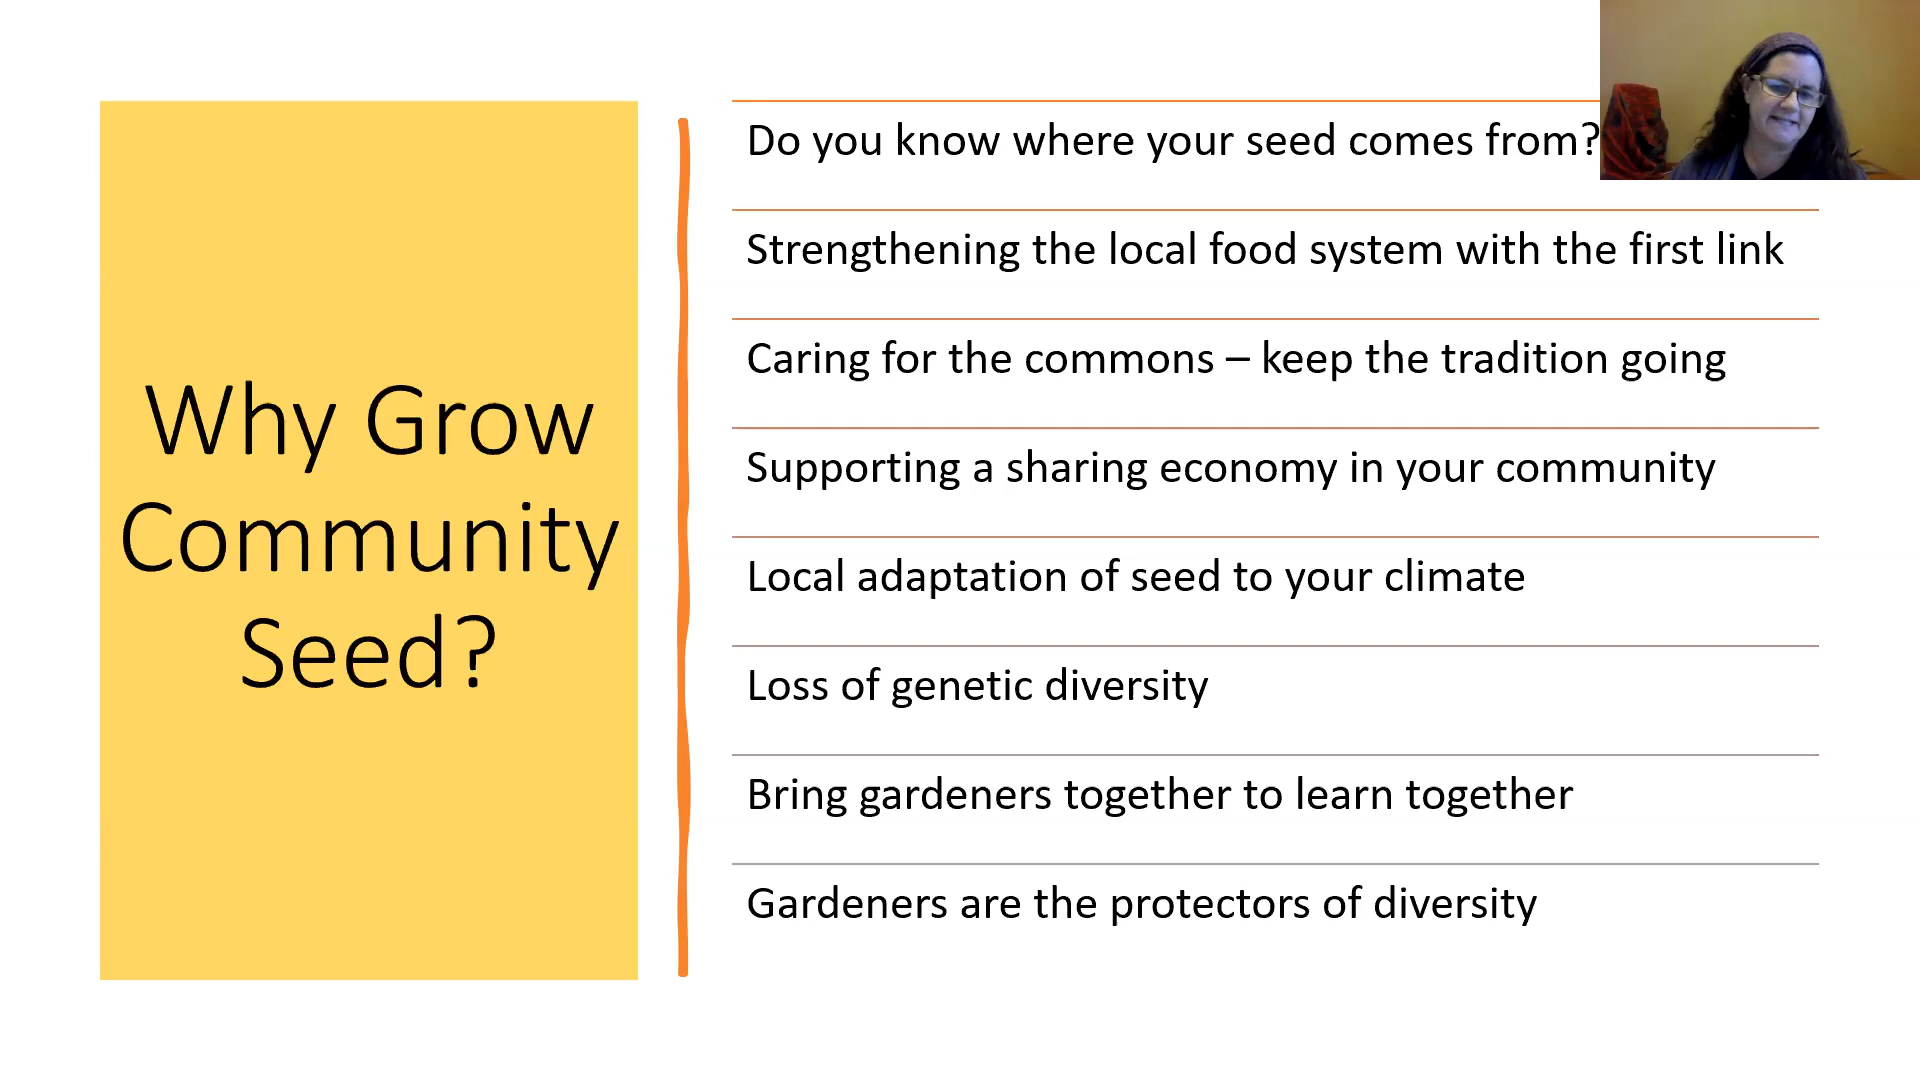 Why Grow
Community
Seed?
Do you know where your seed comes from?
Strengthening the local food system with the first link
Caring for the commons – keep the tradition going
Supporting a sharing economy in your community
Local adaptation of seed to your climate
Loss of genetic diversity
Bring gardeners together to learn together
Gardeners are the protectors of diversity